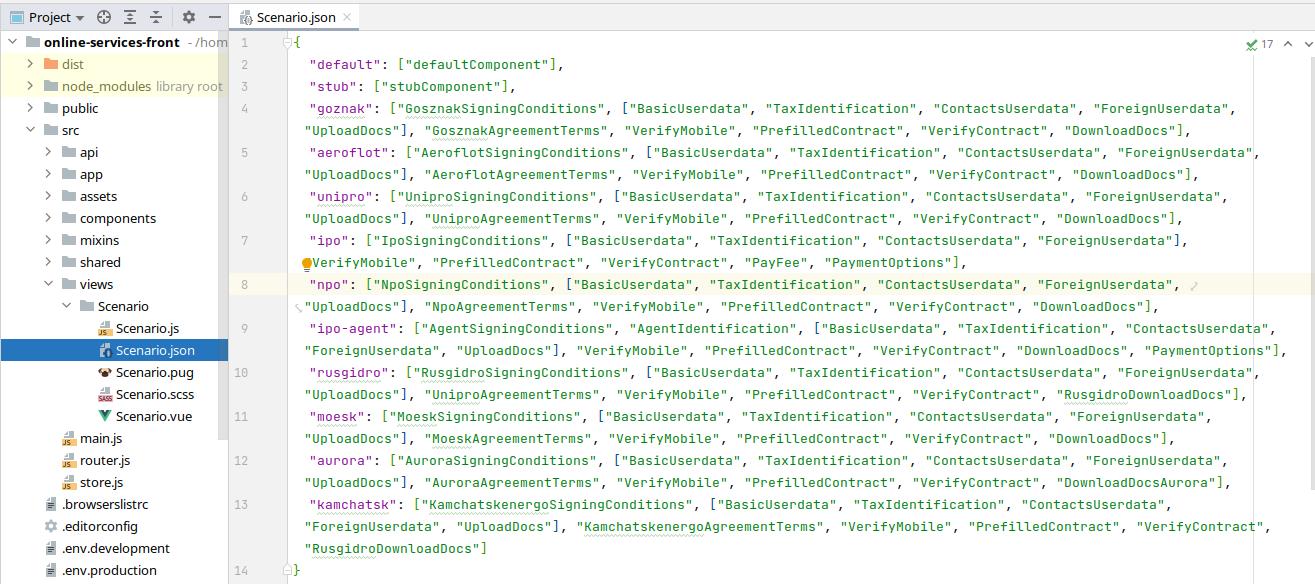 Project
Scenario.json
online-services-front - /hom
dist
node_modules library root
public
src
api
app
assets
components
mixins
shared
views
Scenario
Scenario.js
Scenario.json
Scenario.pug
Scenario.scss
Scenario.vue
main.js
router.js
store.js
.browserslistrc
.editorconfig
.env.development
.env.production
17
1 {
2 "default": ["defaultComponent"],
3 "stub": ["stubComponent"],
4 "goznak": ["GosznakSigningConditions", ["BasicUserdata", "TaxIdentification", "ContactsUserdata", "ForeignUserdata",
"UploadDocs"], "GosznakAgreementTerms", "VerifyMobile", "PrefilledContract", "VerifyContract", "DownloadDocs"],
5 "aeroflot": ["AeroflotSigningConditions", ["BasicUserdata", "TaxIdentification", "ContactsUserdata", "ForeignUserdata",
"UploadDocs"], "AeroflotAgreementTerms", "VerifyMobile", "PrefilledContract", "VerifyContract", "DownloadDocs"],
6 "unipro": ["UniproSigningConditions", ["BasicUserdata", "TaxIdentification", "ContactsUserdata", "ForeignUserdata",
"UploadDocs"], "UniproAgreementTerms", "VerifyMobile", "PrefilledContract", "VerifyContract", "DownloadDocs"],
7 "ipo": ["IpoSigningConditions", ["BasicUserdata", "TaxIdentification", "ContactsUserdata", "ForeignUserdata"],
VerifyMobile", "PrefilledContract", "VerifyContract", "PayFee", "PaymentOptions"],
8 "npo": ["NpoSigningConditions", ["BasicUserdata", "TaxIdentification", "ContactsUserdata", "ForeignUserdata",
"UploadDocs"], "NpoAgreementTerms", "VerifyMobile", "PrefilledContract", "VerifyContract", "DownloadDocs"],
9 "ipo-agent": ["AgentSigningConditions", "AgentIdentification", ["BasicUserdata", "TaxIdentification", "ContactsUserdata",
"ForeignUserdata", "UploadDocs"], "VerifyMobile", "PrefilledContract", "VerifyContract", "DownloadDocs", "PaymentOptions"],
10 "rusgidro": ["RusgidroSigningConditions", ["BasicUserdata", "TaxIdentification", "ContactsUserdata", "ForeignUserdata",
"UploadDocs"], "UniproAgreementTerms", "VerifyMobile", "PrefilledContract", "VerifyContract", "RusgidroDownloadDocs"],
11 "moesk": ["MoeskSigningConditions", ["BasicUserdata", "TaxIdentification", "ContactsUserdata", "ForeignUserdata",
"UploadDocs"], "MoeskAgreementTerms", "VerifyMobile", "PrefilledContract", "VerifyContract", "DownloadDocs"],
12 "aurora": ["AuroraSigningConditions", ["BasicUserdata", "TaxIdentification", "ContactsUserdata", "ForeignUserdata",
"UploadDocs"], "AuroraAgreementTerms", "VerifyMobile", "PrefilledContract", "VerifyContract", "DownloadDocsAurora"],
13 "kamchatsk": ["KamchatskenergoSigningConditions", ["BasicUserdata", "TaxIdentification", "ContactsUserdata",
"ForeignUserdata", "UploadDocs"], "KamchatskenergoAgreementTerms", "VerifyMobile", "PrefilledContract", "VerifyContract",
"RusgidroDownloadDocs"]
14 }